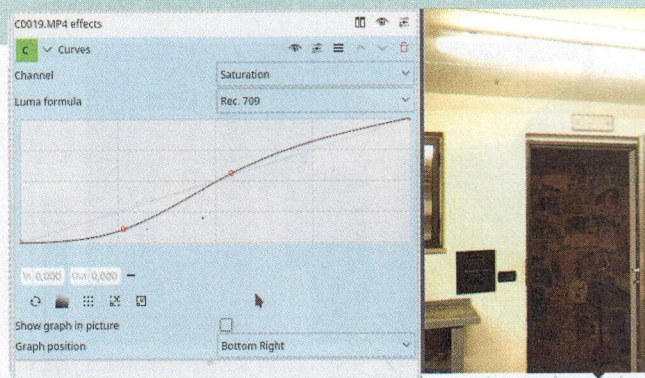 C0019.MP4 effects
C Curves
Channel Saturation
Luma formula Rec. 709
In 0,000 Out 0,000
Show graph in picture
Graph position Bottom Right